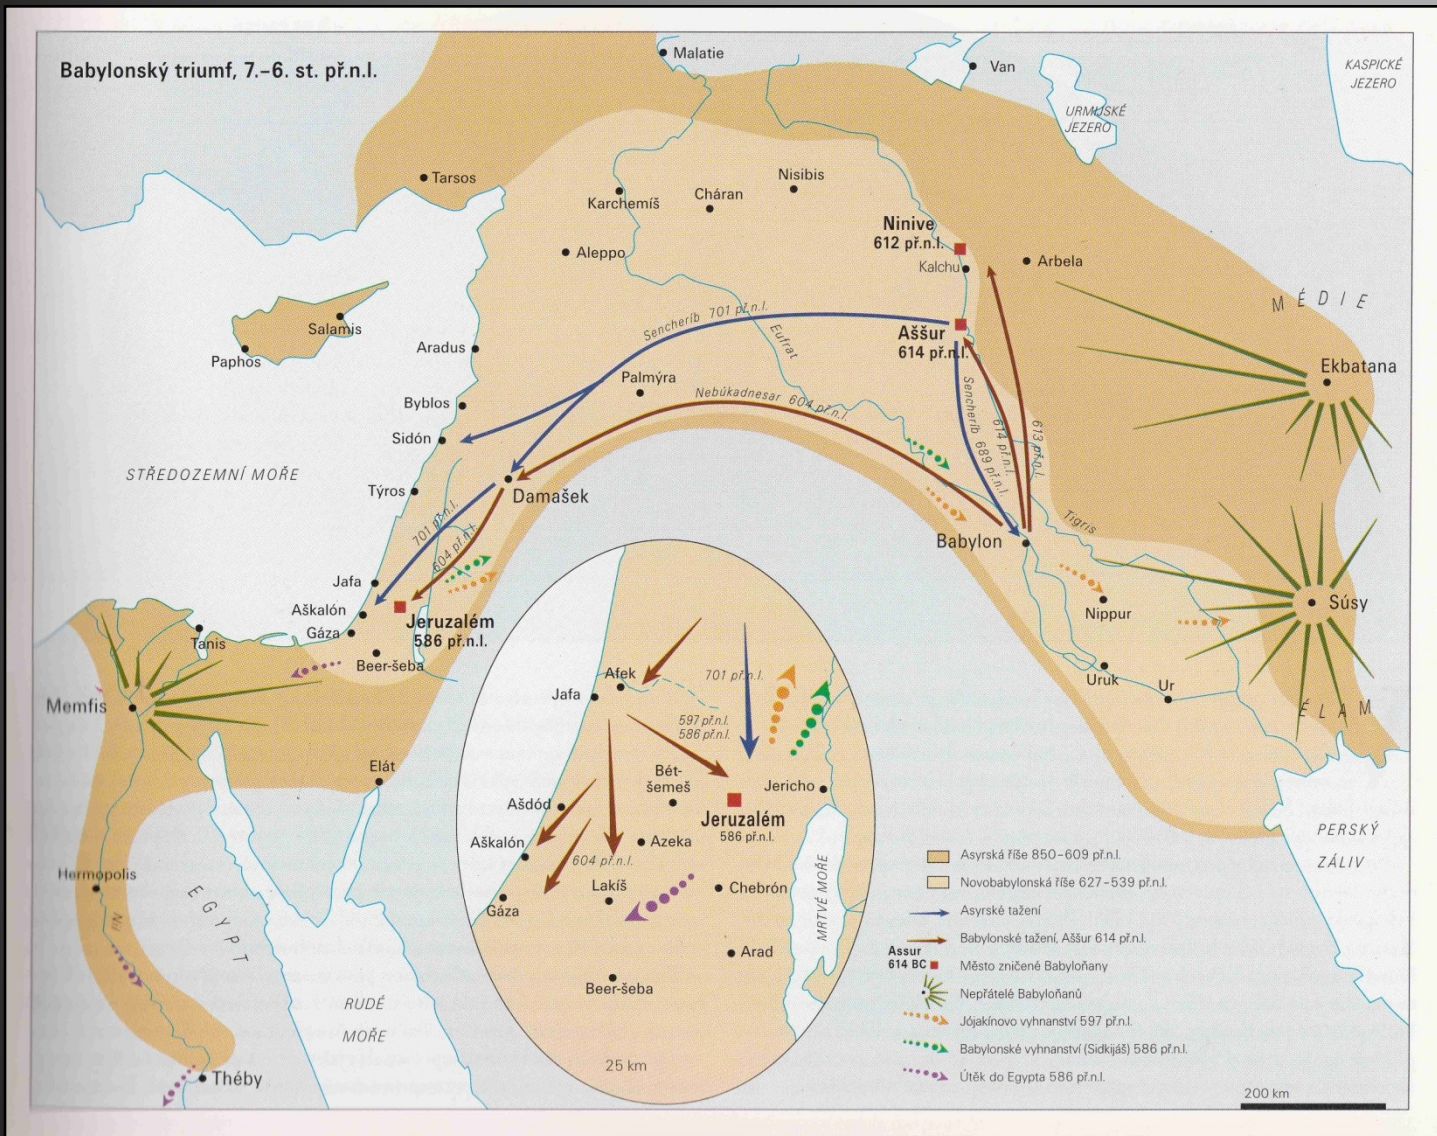 Babylonský triumf, 7.–6. st. př.n.l.
Malatie
Van
KASPICKÉ
JEZERO
URMIJSKÉ
JEZERO
Tarsos
Karchemíš
Cháran
Nisibis
Ninive
612 př.n.l.
Kalchu
Arbela
Aleppo
MÉDIE
Salamis
Paphos
Aradus
Sencheríb 701 př.n.l.
Eufrat
Aššur
614 př.n.l.
Ekbatana
Palmýra
Byblos
Nebúkadnesar 604 př.n.l.
Sencheríb 689 př.n.l.
614 př.n.l.
613 př.n.l.
Sidón
STŘEDOZEMNÍ MOŘE
Týros
Damašek
701 př.n.l.
604 př.n.l.
Tigris
Babylon
Jafa
Aškalón
Gáza
Jeruzalém
586 př.n.l.
Nippur
Súsy
Tanis
Beer-šeba
Uruk
Ur
Memfis
ÉLAM
Elát
Afek
Jafa
701 př.n.l.
597 př.n.l.
586 př.n.l.
Bét-
šemeš
Jericho
Ašdód
Jeruzalém
586 př.n.l.
Aškalón
Azeka
604 př.n.l.
Lakíš
Chebrón
Gáza
MRTVÉ MOŘE
Arad
Beer-šeba
25 km
PERSKÝ
ZÁLIV
Hermopolis
EGYPT
Nil
RUDÉ
MOŘE
Théby
Asyrská říše 850–609 př.n.l.
Novobabylonská říše 627–539 př.n.l.
Asyrské tažení
Babylonské tažení, Aššur 614 př.n.l.
Assur
614 BC
Město zničené Babyloňany
Nepřátelé Babyloňanů
Jójakínovo vyhnanství 597 př.n.l.
Babylonské vyhnanství (Sidkijáš) 586 př.n.l.
Útěk do Egypta 586 př.n.l.
200 km